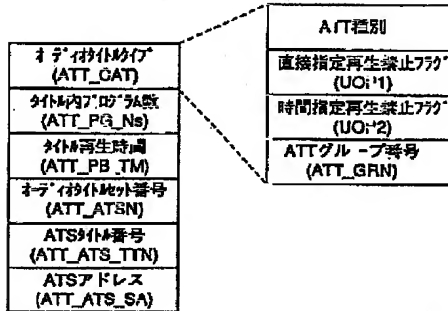 オーディオタイトルタイプ
(ATT_CAT)
タイトル内プログラム数
(ATT_PG_Ns)
タイトル再生時間
(ATT_PB_TM)
オーディオタイトルセット番号
(ATT_ATSN)
ATSタイトル番号
(ATT_ATS_TTN)
ATSアドレス
(ATT_ATS_SA)
ATT種別
直接指定再生禁止フラグ
(UOP1)
時間指定再生禁止フラグ
(UOP2)
ATTグループ番号
(ATT_GRN)